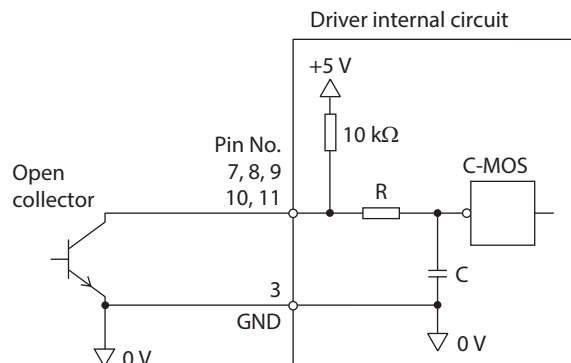 Driver internal circuit
+5 V
10 kΩ
Pin No.
7, 8, 9
10, 11
Open
collector
R
C-MOS
C
3
GND
0 V
0 V